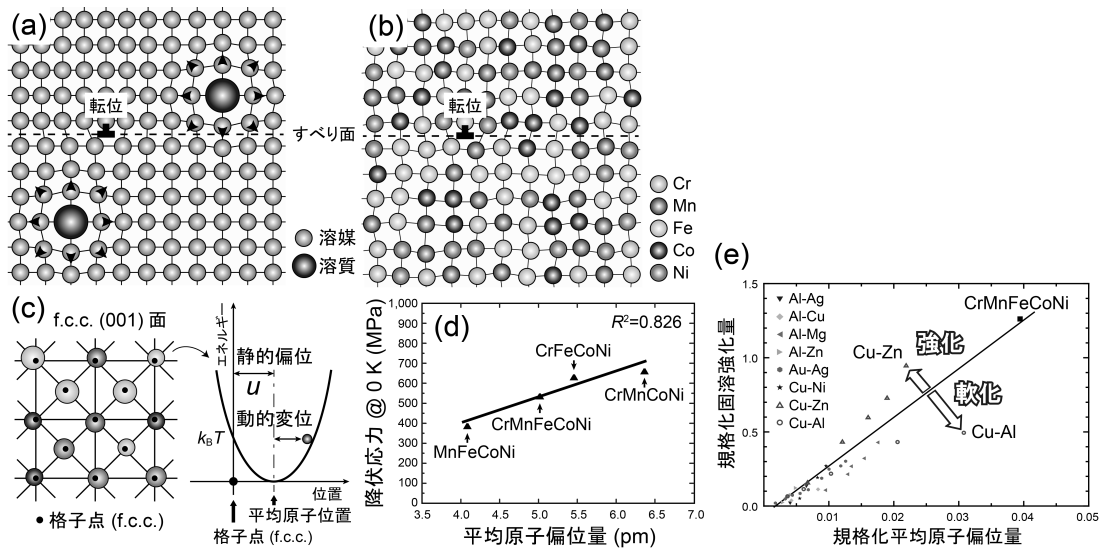 (a)
転位
すべり面
溶媒
溶質
(b)
転位
Cr
Mn
Fe
Co
Ni
(c)
f.c.c. (001) 面
格子点 (f.c.c.)
エネルギー
静的偏位
u
動的変位
kBT
位置
平均原子位置
格子点 (f.c.c.)
(d)
R²=0.826
降伏応力 @ 0 K (MPa)
1,000
900
800
700
600
500
400
300
200
100
0
CrFeCoNi
CrMnCoNi
CrMnFeCoNi
MnFeCoNi
3.5 4.0 4.5 5.0 5.5 6.0 6.5 7.0
平均原子偏位量 (pm)
(e)
規格化固溶強化量
1.5
1.0
0.5
0.0
Al-Ag
Al-Cu
Al-Mg
Al-Zn
Au-Ag
Cu-Ni
Cu-Zn
Cu-Al
CrMnFeCoNi
Cu-Zn
強化
軟化
Cu-Al
0.01 0.02 0.03 0.04 0.05
規格化平均原子偏位量